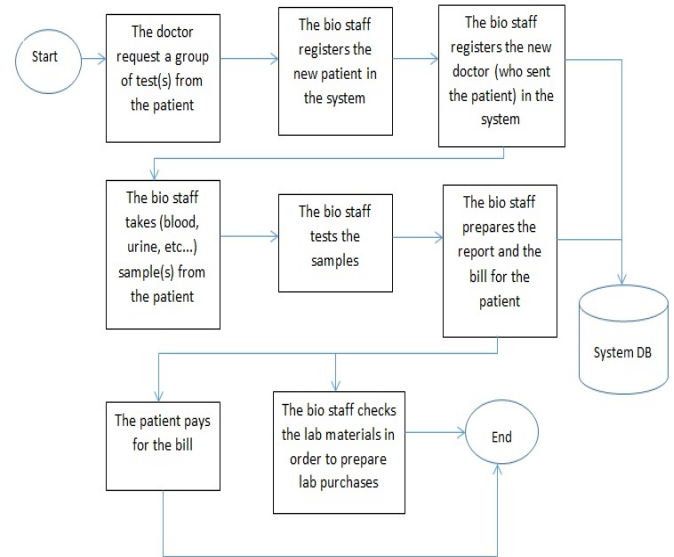 Start
The doctor
request a group
of test(s) from
the patient
The bio staff
registers the
new patient in
the system
The bio staff
registers the new
doctor (who sent
the patient) in the
system
The bio staff
takes (blood,
urine, etc...)
sample(s) from
the patient
The bio staff
tests the
samples
The bio staff
prepares the
report and the
bill for the
patient
System DB
The patient pays
for the bill
The bio staff checks
the lab materials in
order to prepare
lab purchases
End